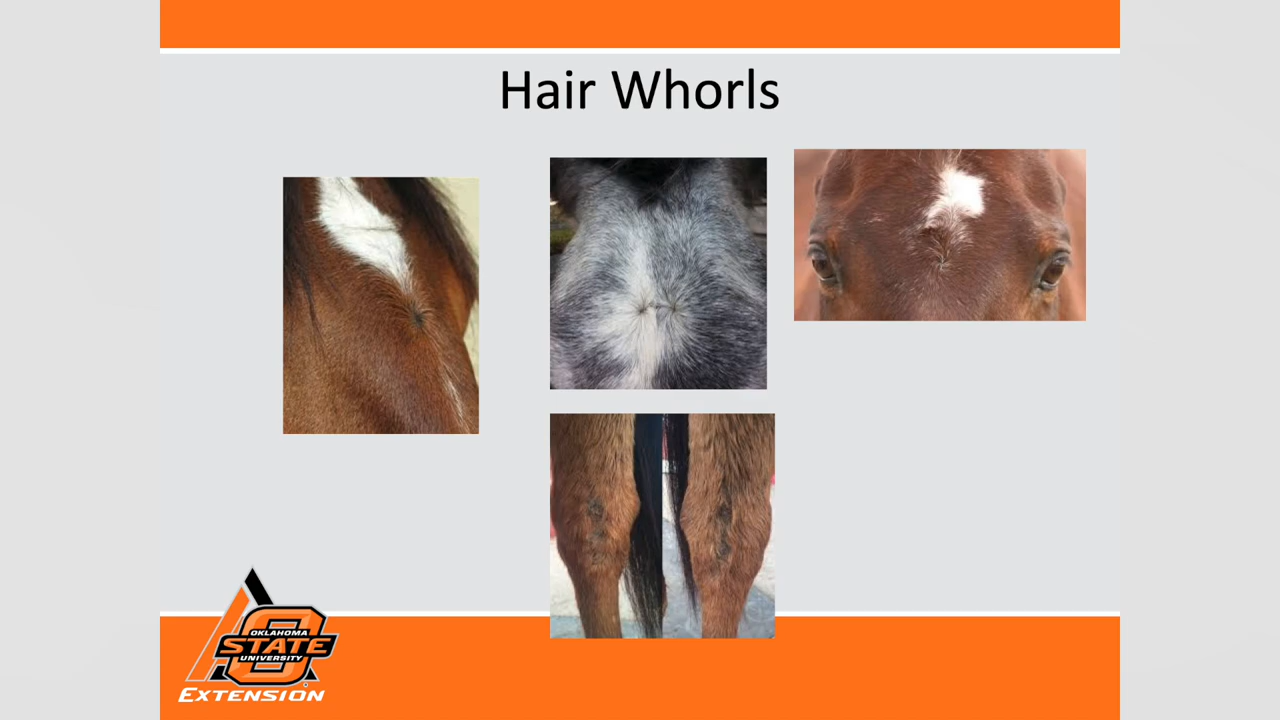 Hair Whorls
OKLAHOMA
STATE
UNIVERSITY
EXTENSION